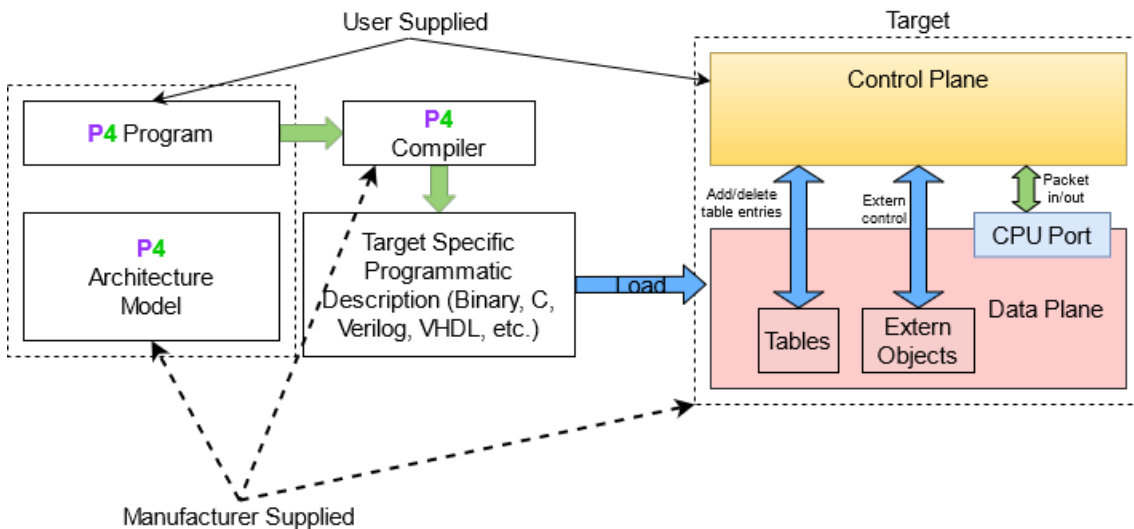 User Supplied
Target
P4 Program
P4
Compiler
Control Plane
P4
Architecture
Model
Target Specific
Programmatic
Description (Binary, C,
Verilog, VHDL, etc.)
Load
Add/delete
table entries
Extern
control
Packet
in/out
CPU Port
Data Plane
Tables
Extern
Objects
Manufacturer Supplied